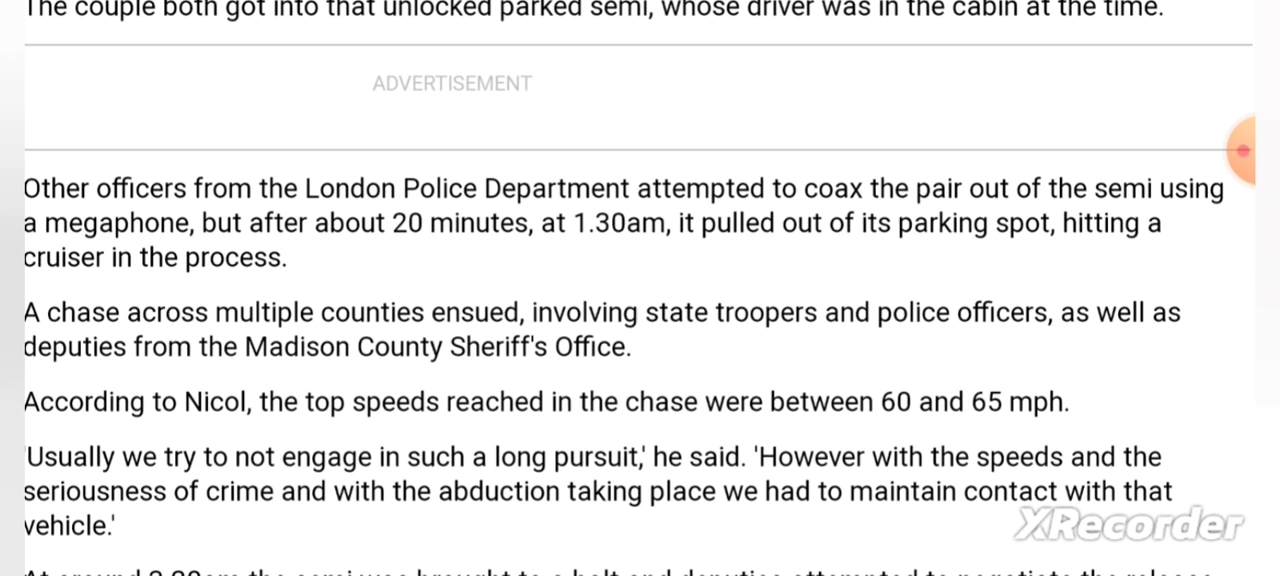 The couple both got into that unlocked parked semi, whose driver was in the cabin at the time.
ADVERTISEMENT
Other officers from the London Police Department attempted to coax the pair out of the semi using
a megaphone, but after about 20 minutes, at 1.30am, it pulled out of its parking spot, hitting a
cruiser in the process.
A chase across multiple counties ensued, involving state troopers and police officers, as well as
deputies from the Madison County Sheriff's Office.
According to Nicol, the top speeds reached in the chase were between 60 and 65 mph.
'Usually we try to not engage in such a long pursuit,' he said. 'However with the speeds and the
seriousness of crime and with the abduction taking place we had to maintain contact with that
vehicle.'
XRecorder